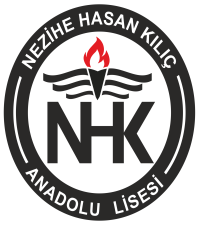 NEZİHE HASAN KILIÇ
NHK
ANADOLU LİSESİ